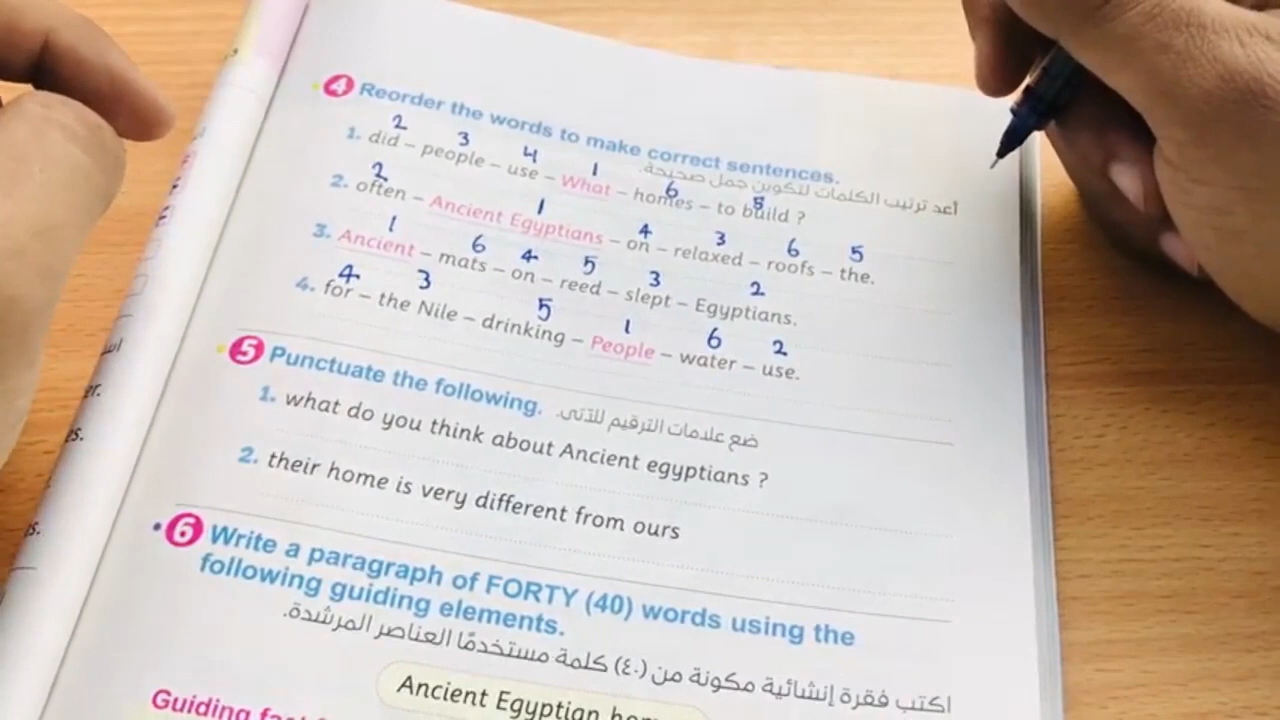 4 Reorder the words to make correct sentences.
أعد ترتيب الكلمات لتكوين جمل صحيحة.
2 3 4 1 6 5
1. did – people – use – What – homes – to build ?
2 1 4 3 6 5
2. often – Ancient Egyptians – on – relaxed – roofs – the.
1 6 4 5 3 2
3. Ancient – mats – on – reed – slept – Egyptians.
4 3 5 1 6 2
4. for – the Nile – drinking – People – water – use.
5 Punctuate the following.
ضع علامات الترقيم للآتى.
1. what do you think about Ancient egyptians ?
2. their home is very different from ours
6 Write a paragraph of FORTY (40) words using the
following guiding elements.
اكتب فقرة إنشائية مكونة من (٤٠) كلمة مستخدمًا العناصر المرشدة.
Ancient Egyptian
Guiding